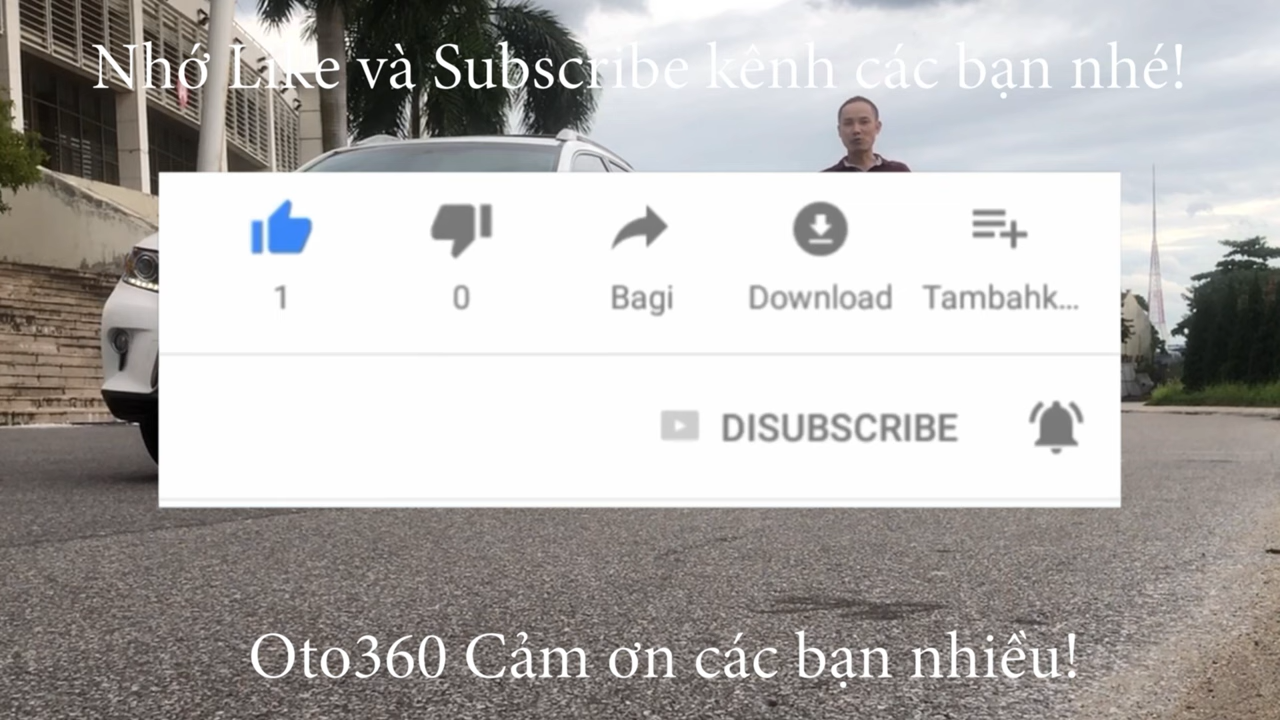 Nhớ Like và Subscribe kênh các bạn nhé!
1 0 Bagi Download Tambahk...
DISUBSCRIBE
Oto360 Cảm ơn các bạn nhiều!